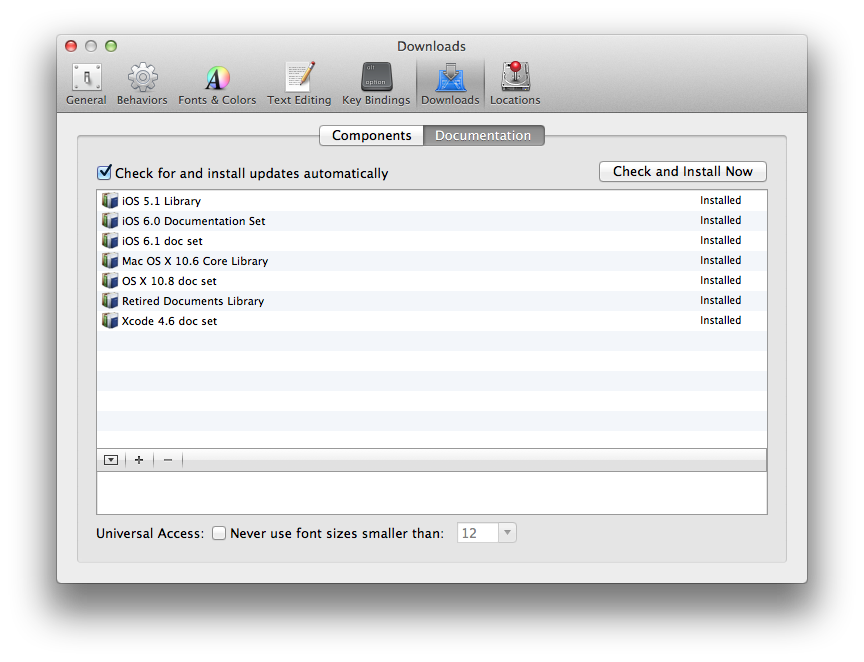 Downloads
General Behaviors Fonts & Colors Text Editing Key Bindings Downloads Locations
alt
option
Components Documentation
Check for and install updates automatically Check and Install Now
iOS 5.1 Library Installed
iOS 6.0 Documentation Set Installed
iOS 6.1 doc set Installed
Mac OS X 10.6 Core Library Installed
OS X 10.8 doc set Installed
Retired Documents Library Installed
Xcode 4.6 doc set Installed
Universal Access: Never use font sizes smaller than: 12